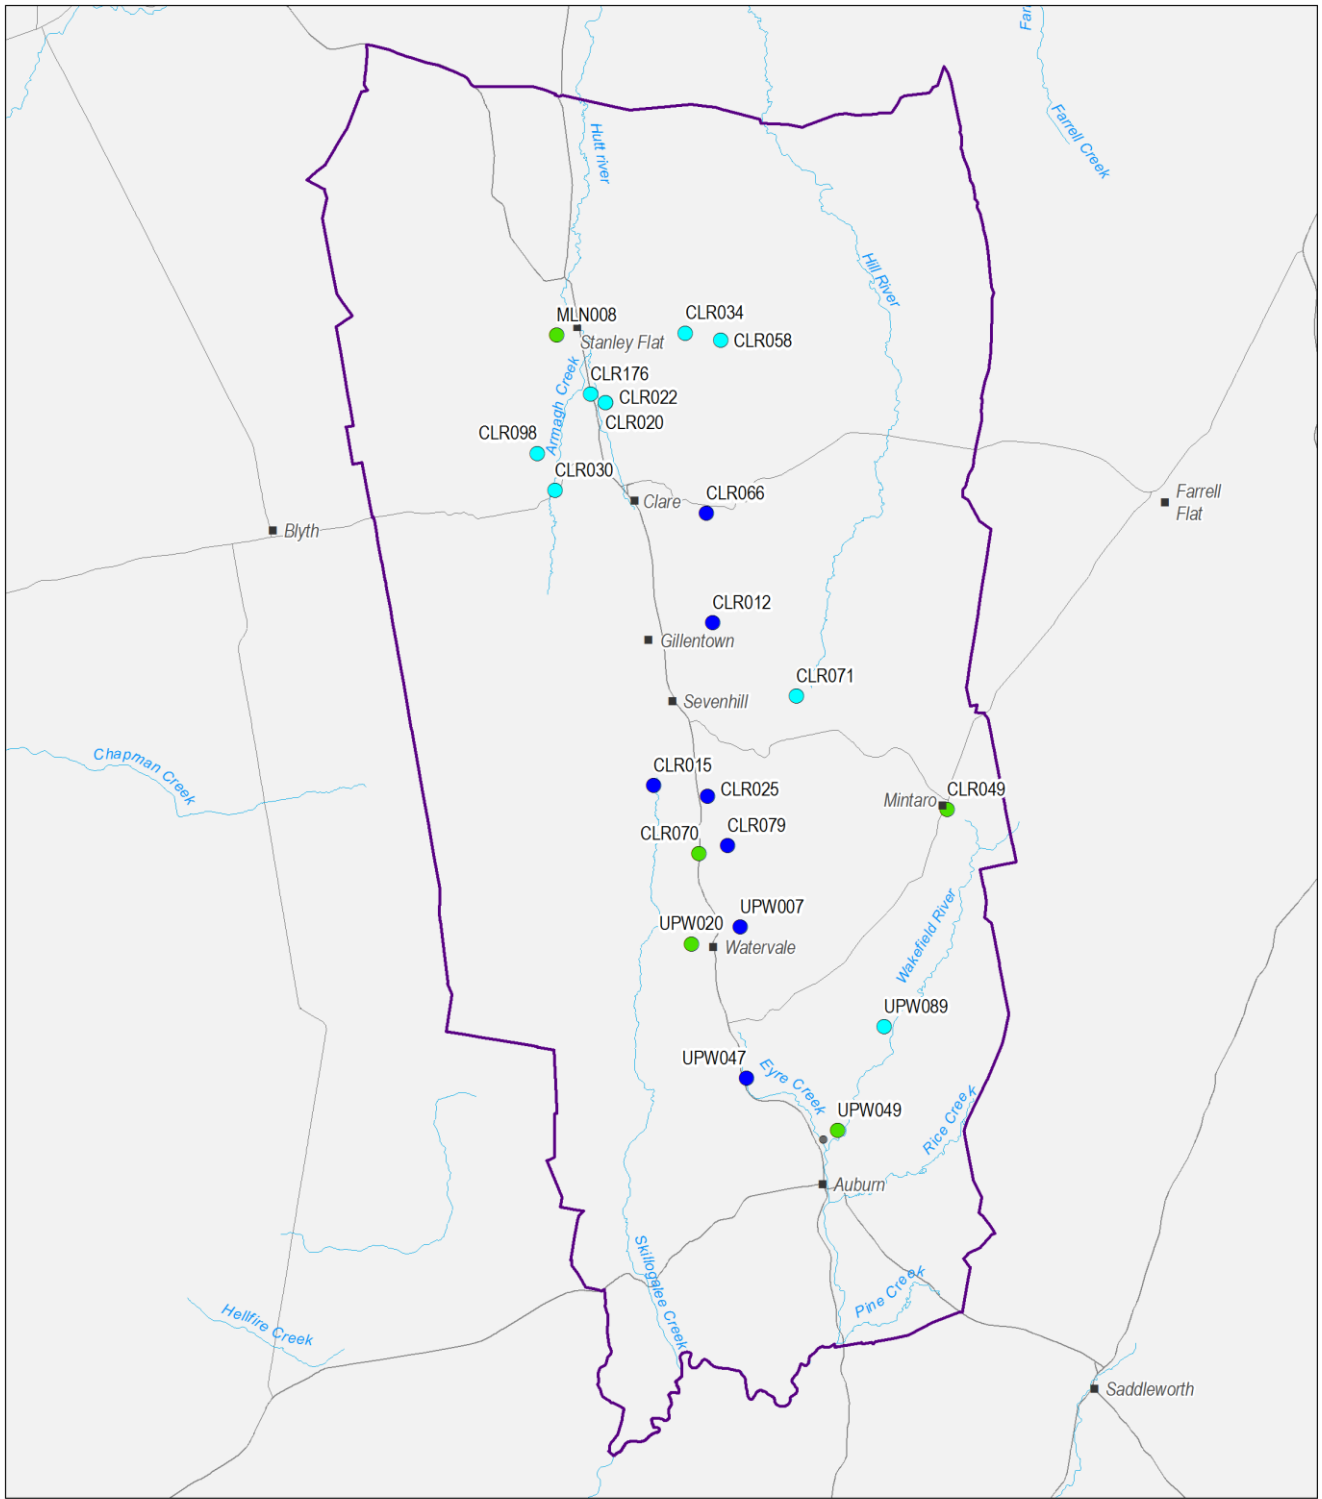 Farr
Farrell Creek
Hutt river
Hill River
MLN008
Stanley Flat
CLR034
CLR058
CLR176
CLR022
CLR020
Armagh Creek
CLR098
CLR030
Clare
CLR066
Farrell
Flat
Blyth
CLR012
Gillentown
CLR071
Sevenhill
Chapman Creek
CLR015
CLR025
Mintaro
CLR049
CLR079
CLR070
UPW007
UPW020
Watervale
Wakefield River
UPW089
UPW047
Eyre Creek
UPW049
Rice Creek
Auburn
Skillogalee Creek
Pine Creek
Hellfire Creek
Saddleworth